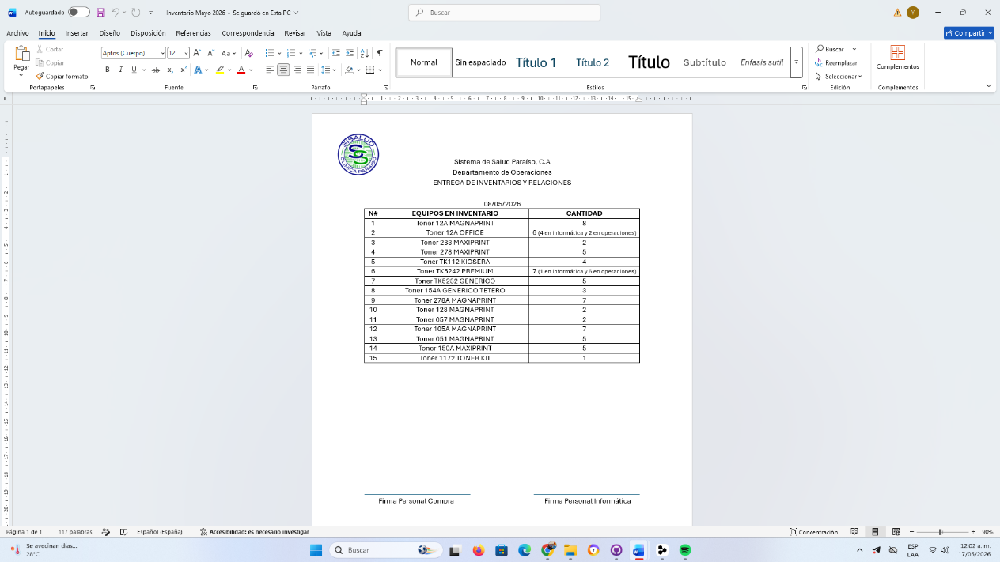 Autoguardado Inventario Mayo 2026 • Se guardó en Esta PC Buscar Y
Archivo Inicio Insertar Diseño Disposición Referencias Correspondencia Revisar Vista Ayuda Compartir
Pegar Cortar Copiar Copiar formato
Aptos (Cuerpo) 12
Normal Sin espaciado Título 1 Título 2 Título Subtítulo Énfasis sutil
Buscar Reemplazar Seleccionar
Complementos
Portapapeles Fuente Párrafo Estilos Edición Complementos
SISALUD
CLINICA PARAISO
Sistema de Salud Paraíso, C.A
Departamento de Operaciones
ENTREGA DE INVENTARIOS Y RELACIONES
08/05/2026
N# EQUIPOS EN INVENTARIO CANTIDAD
1 Toner 12A MAGNAPRINT 8
2 Toner 12A OFFICE 6 (4 en informática y 2 en operaciones)
3 Toner 283 MAXIPRINT 2
4 Toner 278 MAXIPRINT 5
5 Toner TK112 KIOSERA 4
6 Toner TK5242 PREMIUM 7 (1 en informática y 6 en operaciones)
7 Toner TK5232 GENERICO 5
8 Toner 154A GENERICO TETERO 3
9 Toner 278A MAGNAPRINT 7
10 Toner 128 MAGNAPRINT 2
11 Toner 057 MAGNAPRINT 2
12 Toner 105A MAGNAPRINT 7
13 Toner 051 MAGNAPRINT 5
14 Toner 150A MAXIPRINT 5
15 Toner 1172 TONER KIT 1
Firma Personal Compra Firma Personal Informática
Página 1 de 1 117 palabras Español (España) Accesibilidad: es necesario investigar Concentración 90%
Se avecinan días...
28°C
Buscar
ESP
LAA
12:02 a. m.
17/06/2026